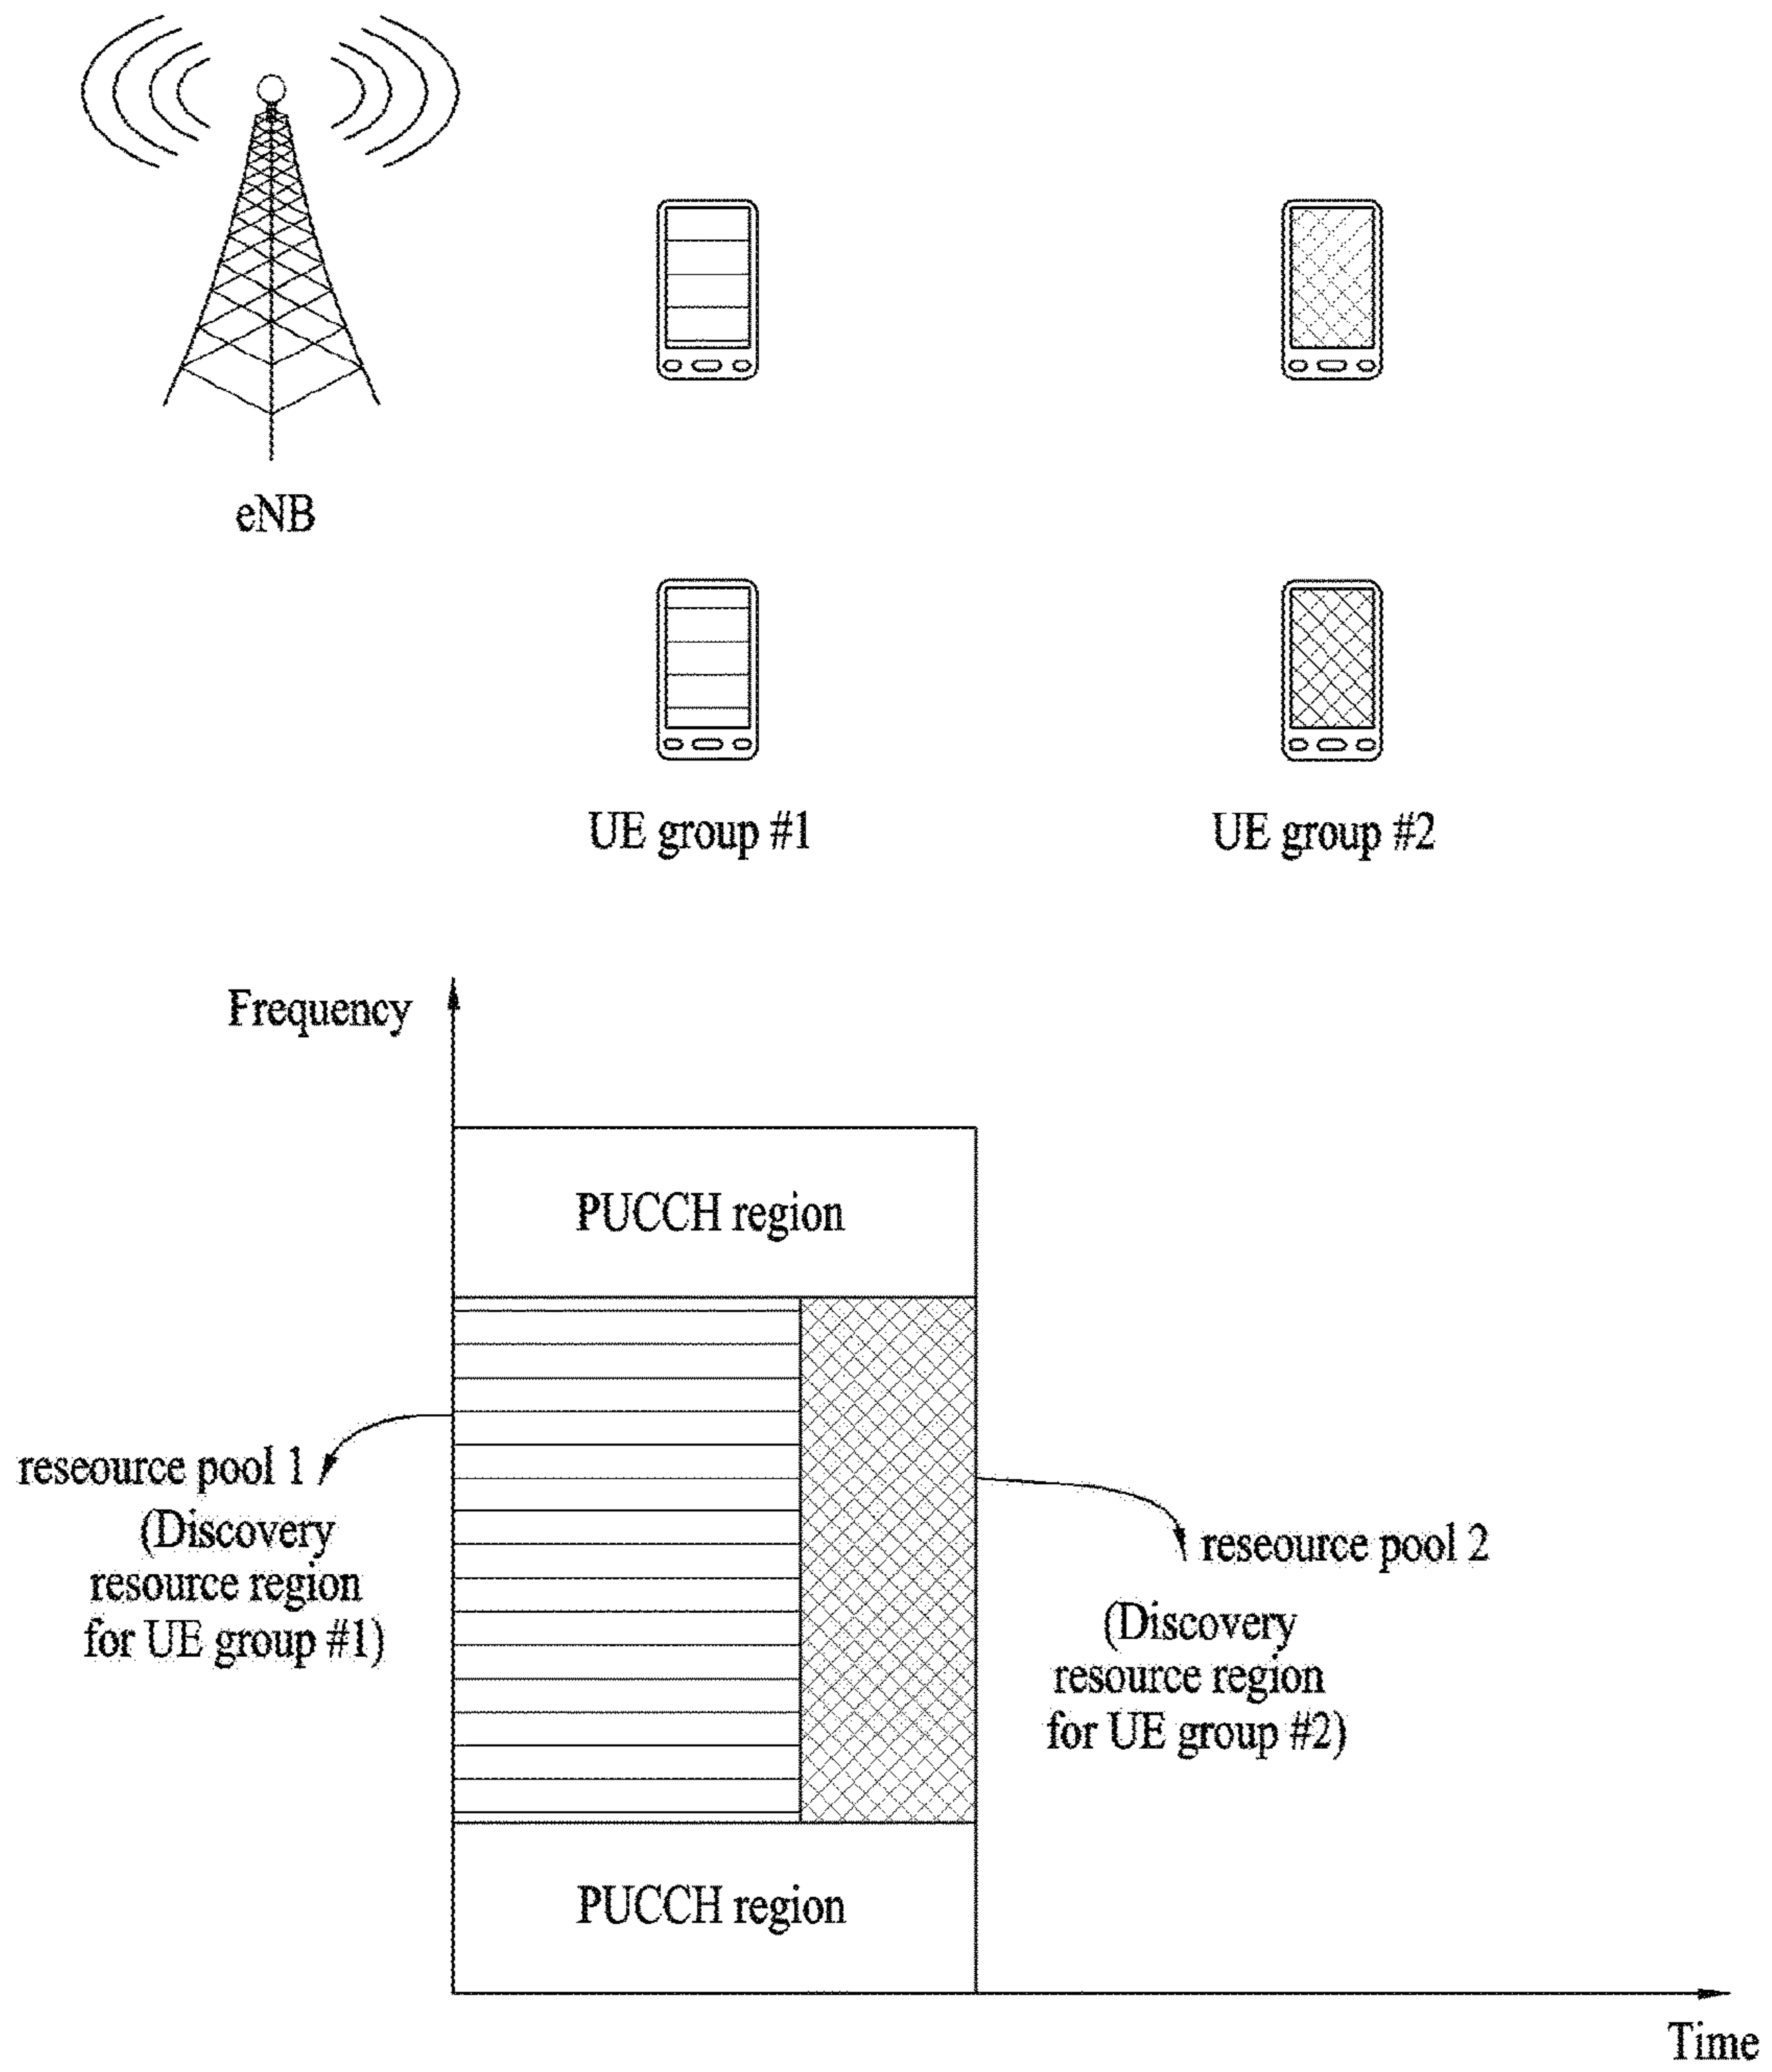 eNB
UE group #1
UE group #2
Frequency
PUCCH region
reseource pool 1
(Discovery
resource region
for UE group #1)
reseource pool 2
(Discovery
resource region
for UE group #2)
PUCCH region
Time